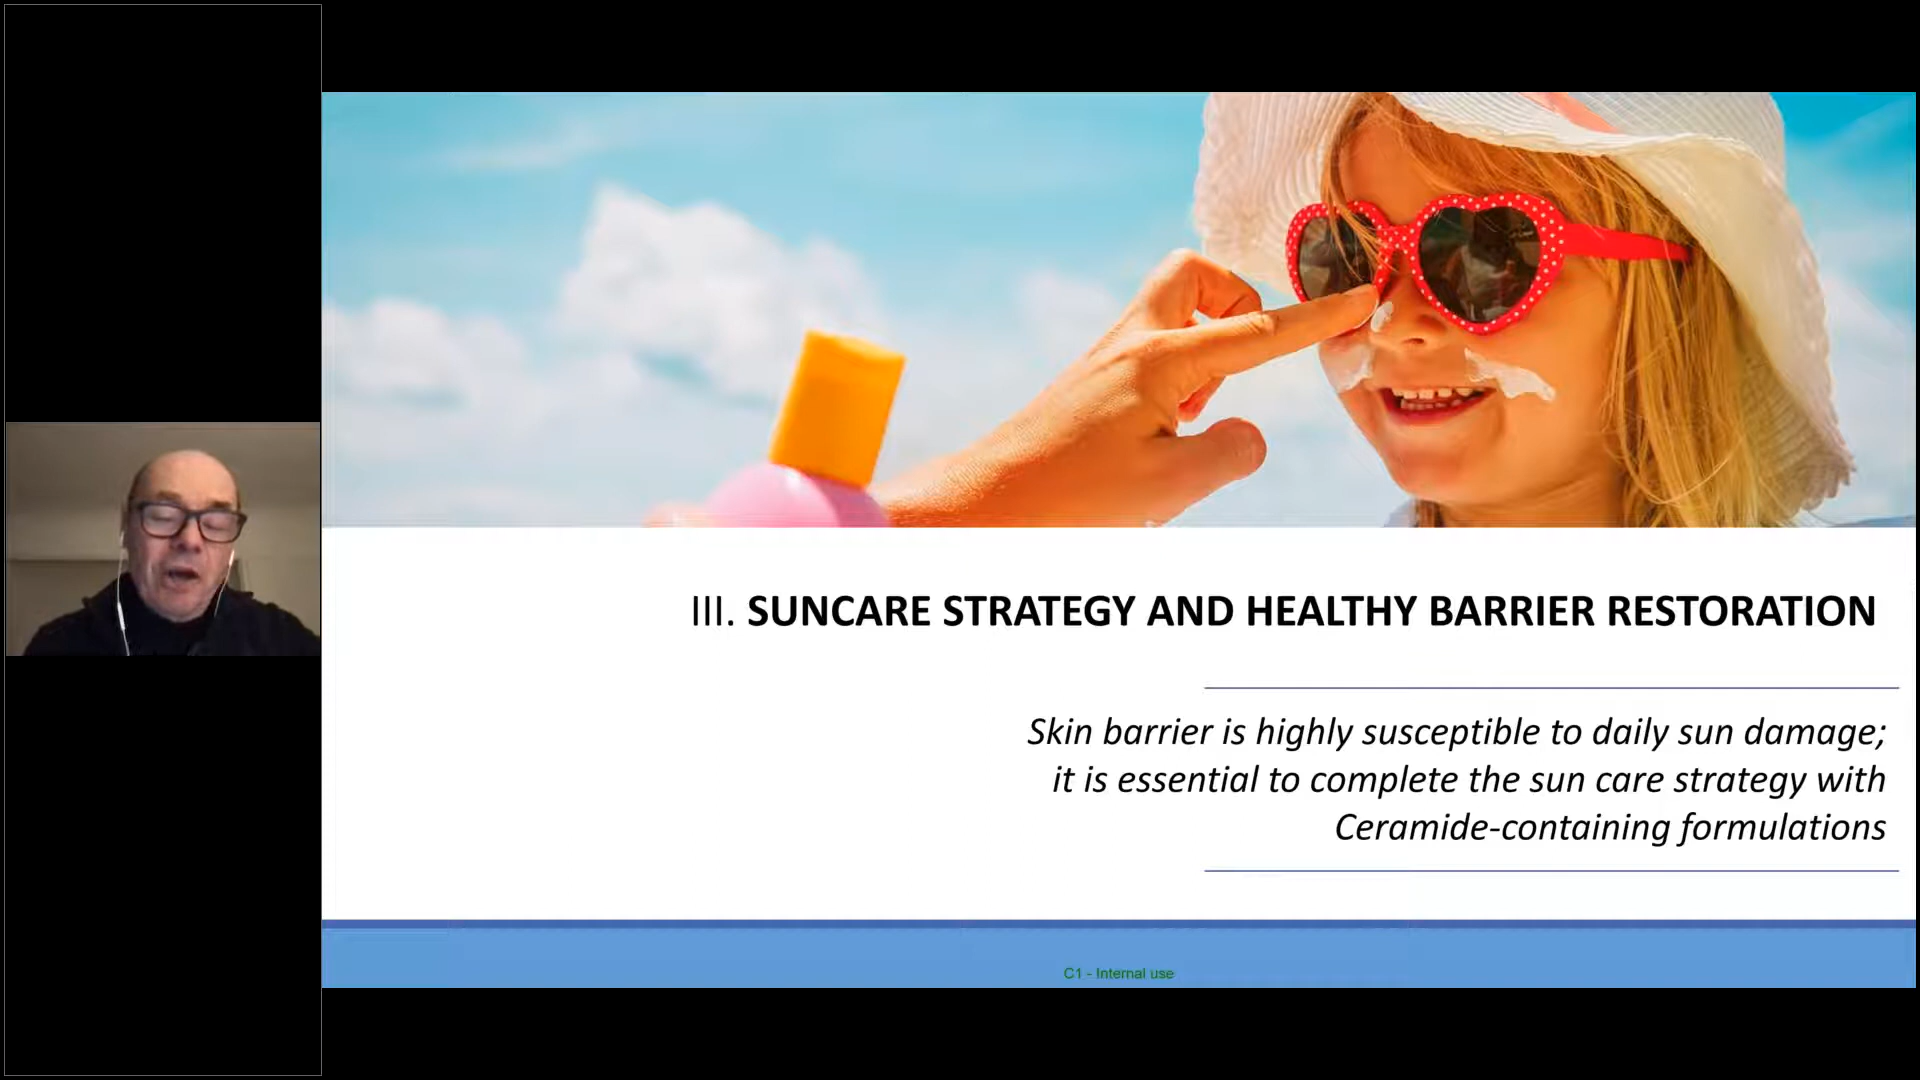 III. SUNCARE STRATEGY AND HEALTHY BARRIER RESTORATION
Skin barrier is highly susceptible to daily sun damage;
it is essential to complete the sun care strategy with
Ceramide-containing formulations
C1 - Internal use